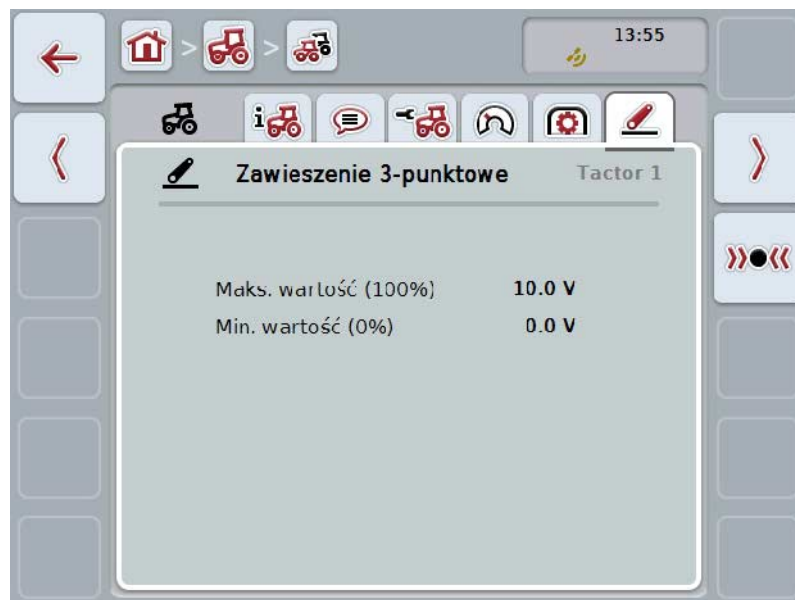 13:55
Zawieszenie 3-punktowe Tactor 1
Maks. wartość (100%) 10.0 V
Min. wartość (0%) 0.0 V